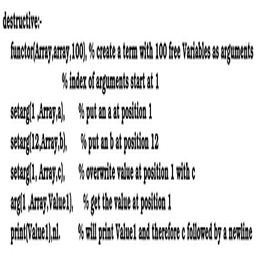 destructive:-
functor(Array,array,100), % create a term with 100 free Variables as arguments
% index of arguments start at 1
setarg(1 ,Array,a), % put an a at position 1
setarg(12,Array,b), % put an b at position 12
setarg(1, Array,c), % overwrite value at position 1 with c
arg(1 ,Array,Value1), % get the value at position 1
print(Value1),nl. % will print Value1 and therefore c followed by a newline